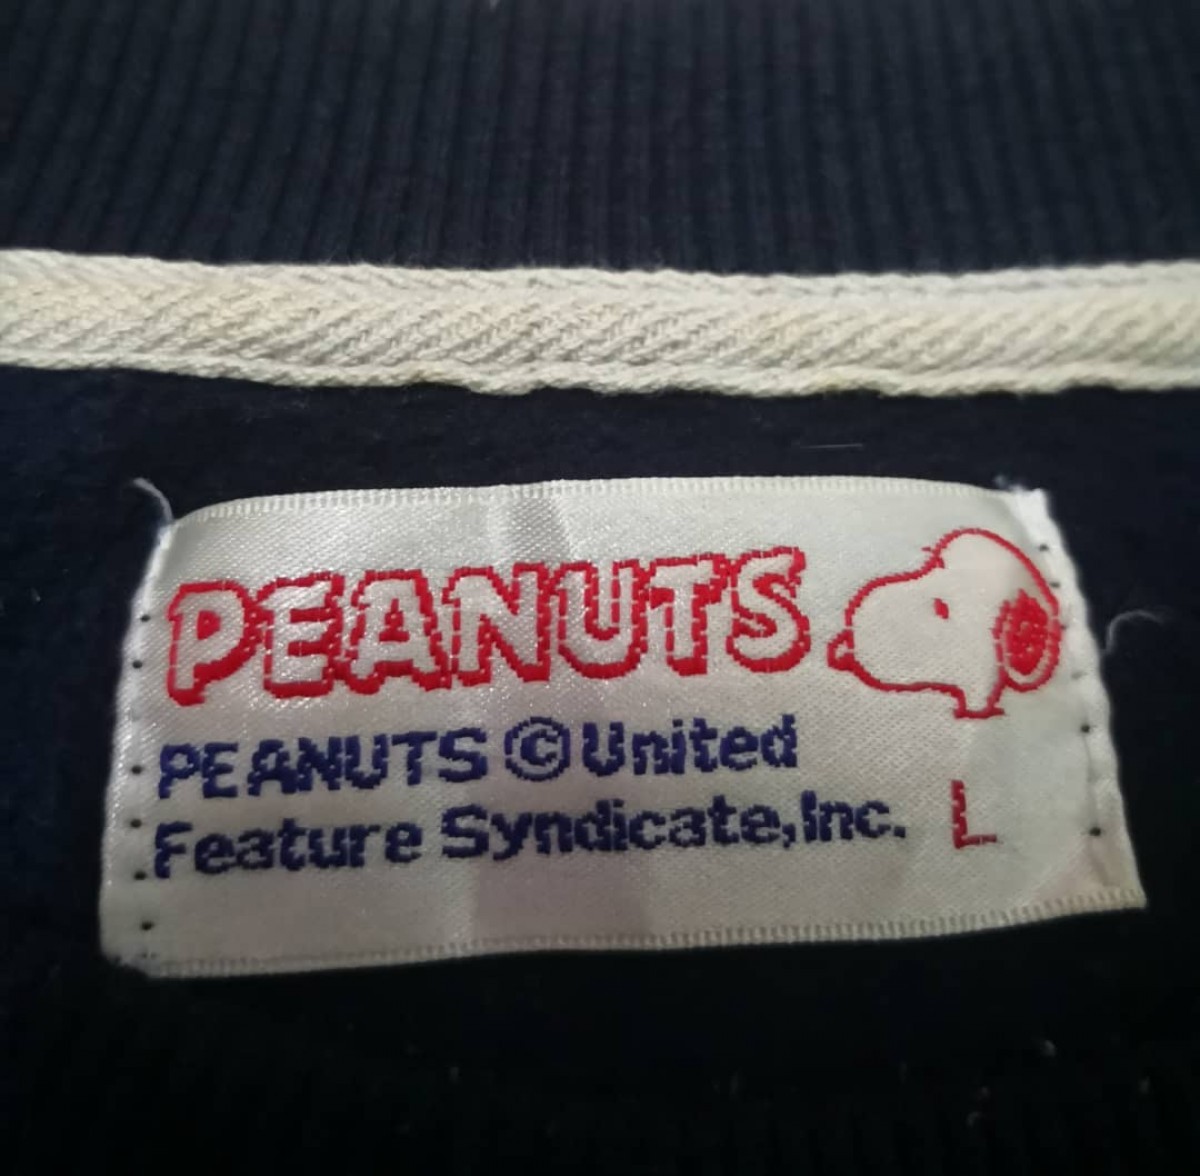 PEANUTS
PEANUTS © United
Feature Syndicate, Inc.
L